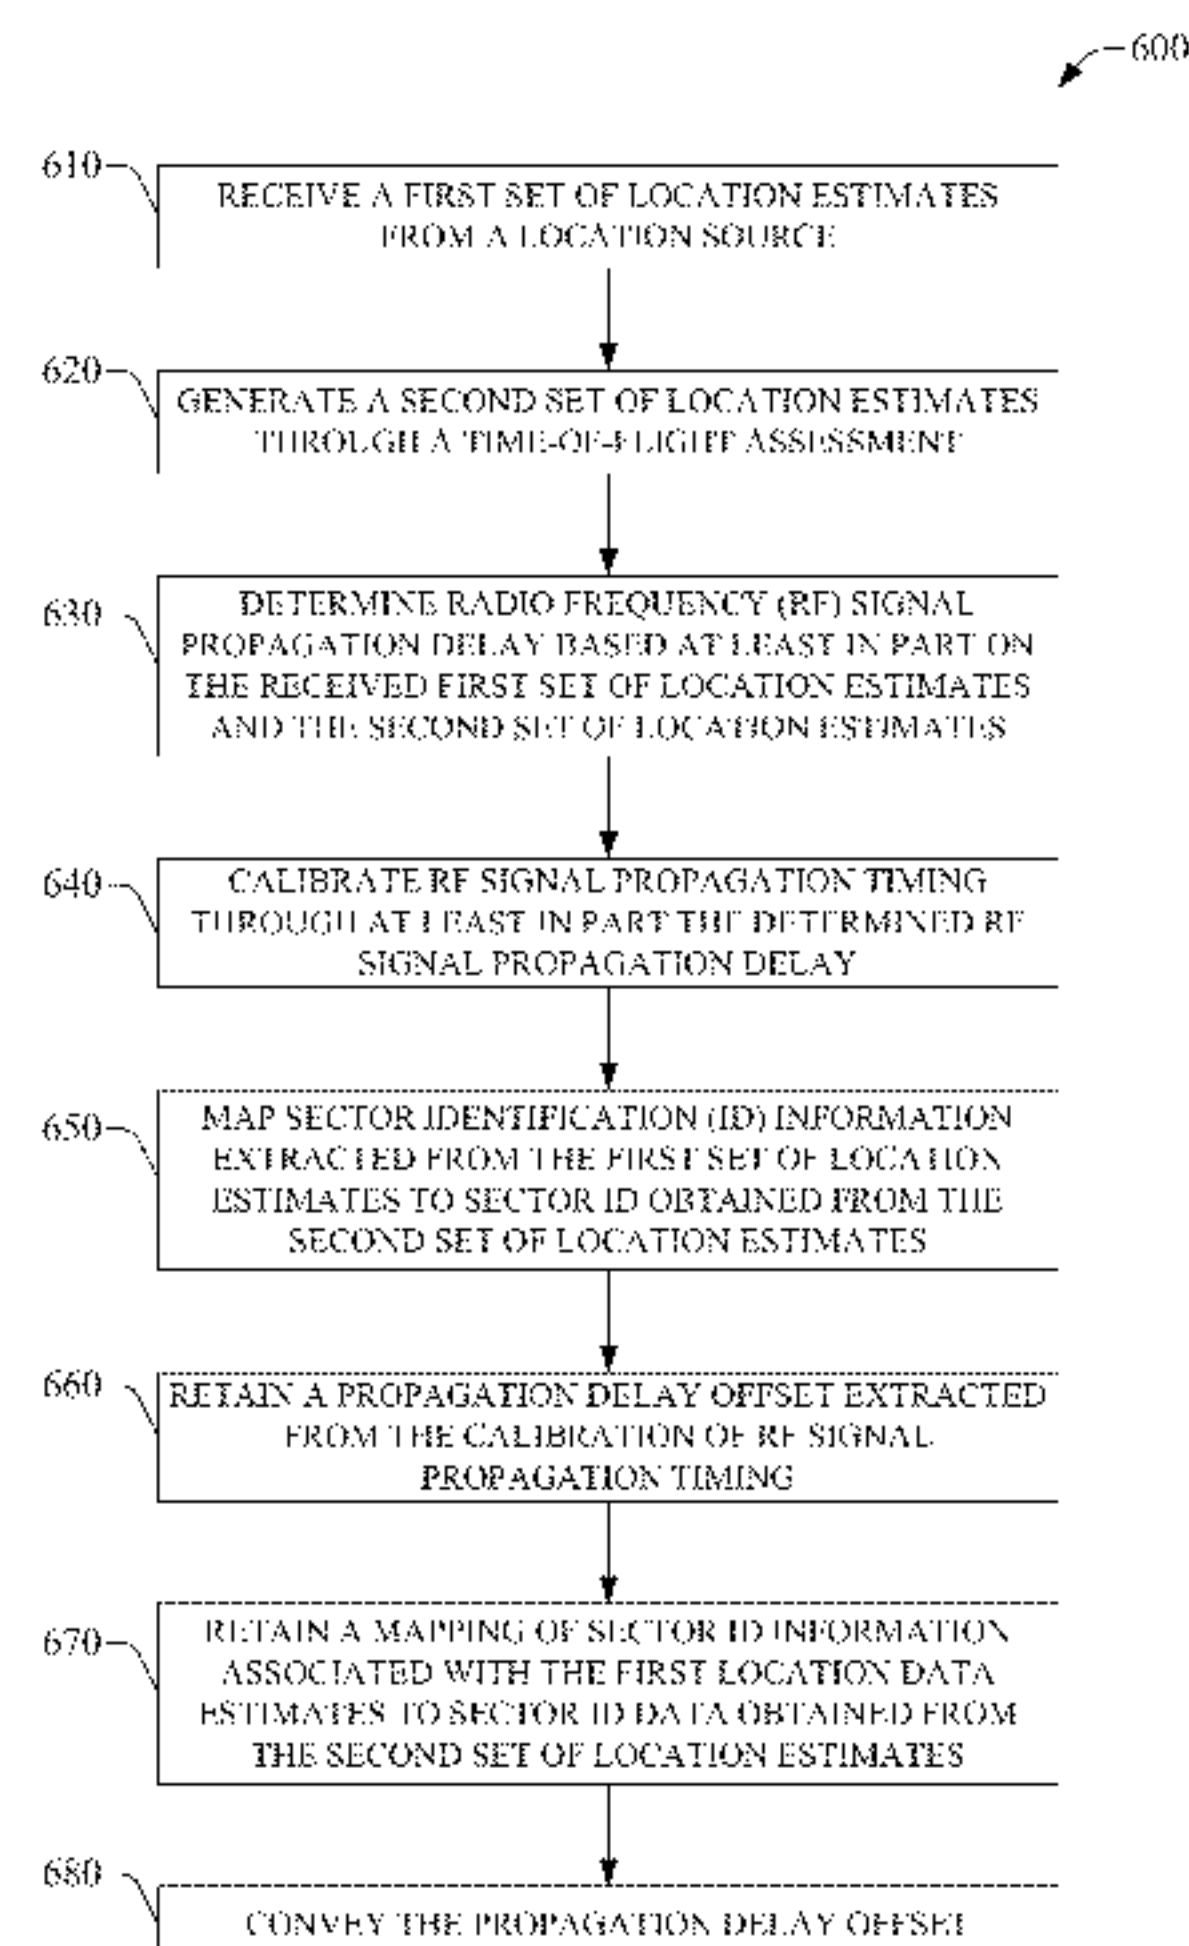 600
610
RECEIVE A FIRST SET OF LOCATION ESTIMATES
FROM A LOCATION SOURCE
620
GENERATE A SECOND SET OF LOCATION ESTIMATES
THROUGH A TIME-OF-FLIGHT ASSESSMENT
630
DETERMINE RADIO FREQUENCY (RF) SIGNAL
PROPAGATION DELAY BASED AT LEAST IN PART ON
THE RECEIVED FIRST SET OF LOCATION ESTIMATES
AND THE SECOND SET OF LOCATION ESTIMATES
640
CALIBRATE RF SIGNAL PROPAGATION TIMING
THROUGH AT LEAST IN PART THE DETERMINED RF
SIGNAL PROPAGATION DELAY
650
MAP SECTOR IDENTIFICATION (ID) INFORMATION
EXTRACTED FROM THE FIRST SET OF LOCATION
ESTIMATES TO SECTOR ID OBTAINED FROM THE
SECOND SET OF LOCATION ESTIMATES
660
RETAIN A PROPAGATION DELAY OFFSET EXTRACTED
FROM THE CALIBRATION OF RF SIGNAL
PROPAGATION TIMING
670
RETAIN A MAPPING OF SECTOR ID INFORMATION
ASSOCIATED WITH THE FIRST LOCATION DATA
ESTIMATES TO SECTOR ID DATA OBTAINED FROM
THE SECOND SET OF LOCATION ESTIMATES
680
CONVEY THE PROPAGATION DELAY OFFSET